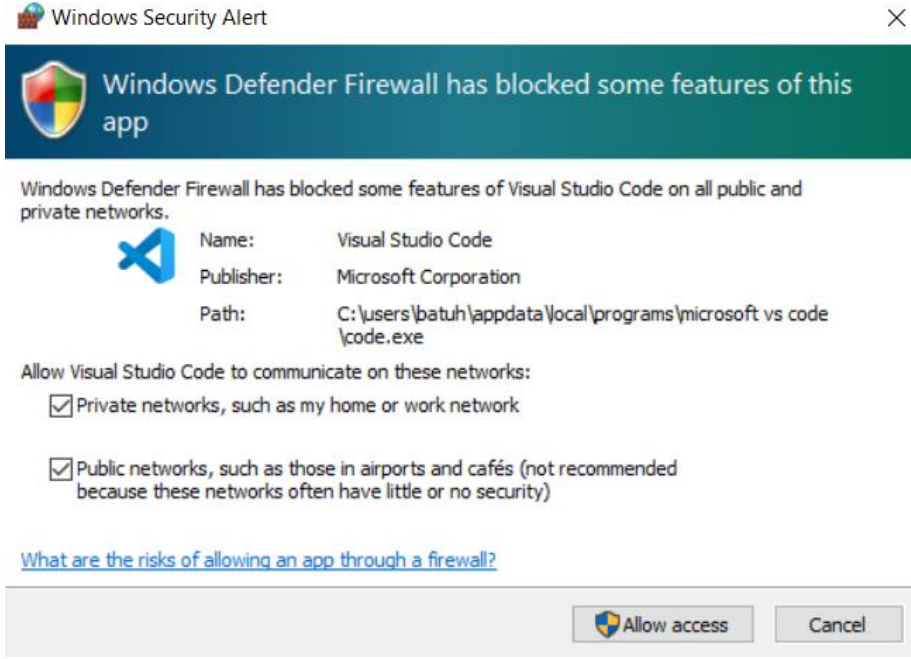 Windows Security Alert
Windows Defender Firewall has blocked some features of this
app
Windows Defender Firewall has blocked some features of Visual Studio Code on all public and
private networks.
Name: Visual Studio Code
Publisher: Microsoft Corporation
Path: C:\users\batuh\appdata\local\programs\microsoft vs code
\code.exe
Allow Visual Studio Code to communicate on these networks:
Private networks, such as my home or work network
Public networks, such as those in airports and cafés (not recommended
because these networks often have little or no security)
What are the risks of allowing an app through a firewall?
Allow access Cancel